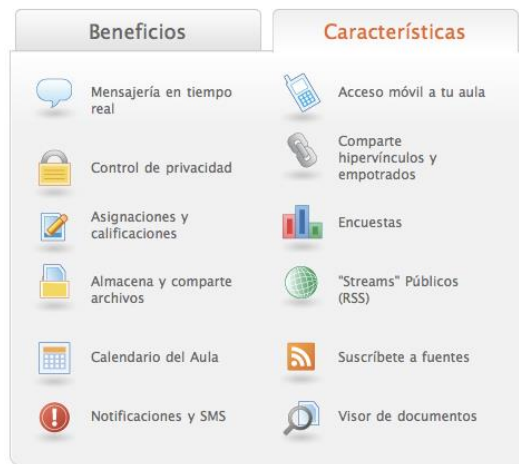 Beneficios
Características
Mensajería en tiempo
real
Acceso móvil a tu aula
Control de privacidad
Comparte
hipervínculos y
empotrados
Asignaciones y
calificaciones
Encuestas
Almacena y comparte
archivos
"Streams" Públicos
(RSS)
Calendario del Aula
Suscríbete a fuentes
Notificaciones y SMS
Visor de documentos